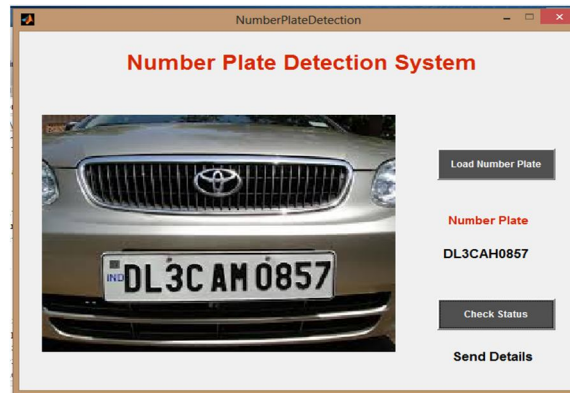 NumberPlateDetection
Number Plate Detection System
Load Number Plate
IND
DL3C AM 0857
Number Plate
DL3CAH0857
Check Status
Send Details